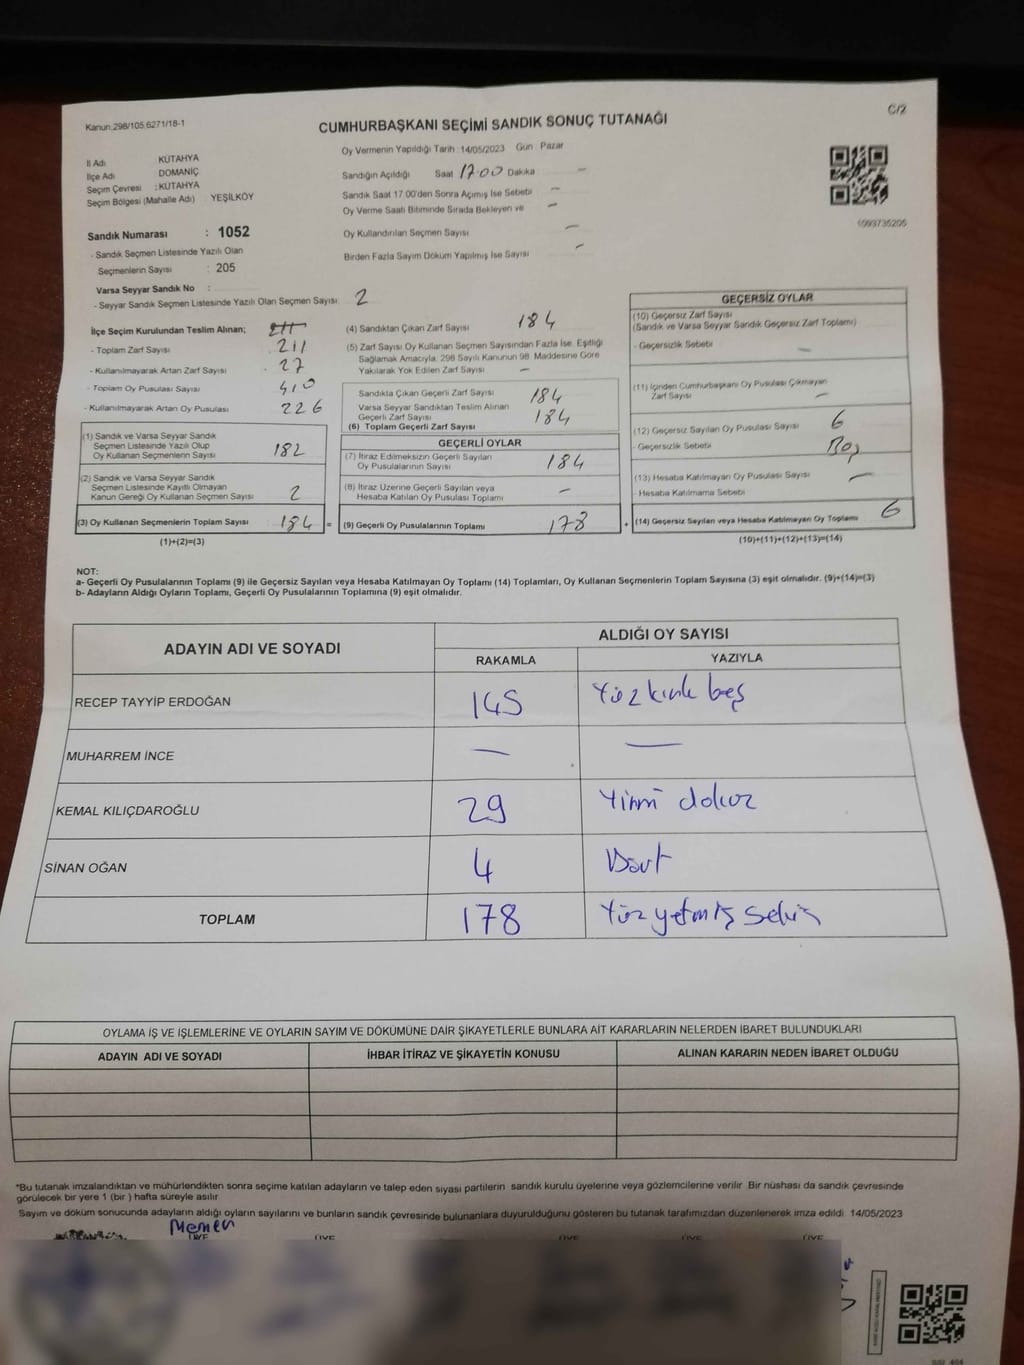 C/2
Kanun:298/105,6271/18-1
CUMHURBAŞKANI SEÇİMİ SANDIK SONUÇ TUTANAĞI
İl Adı KÜTAHYA
İlçe Adı DOMANİÇ
Seçim Çevresi : KÜTAHYA
Seçim Bölgesi (Mahalle Adı) YEŞİLKÖY
Sandık Numarası : 1052
- Sandık Seçmen Listesinde Yazılı Olan
Seçmenlerin Sayısı : 205
Varsa Seyyar Sandık No :
- Seyyar Sandık Seçmen Listesinde Yazılı Olan Seçmen Sayısı: 2
Oy Vermenin Yapıldığı Tarih :14/05/2023 Gün Pazar
Sandığın Açıldığı Saat 1700 Dakika —
Sandık Saat 17.00'den Sonra Açımış İse Sebebi —
Oy Verme Saati Bitiminde Sırada Bekleyen ve —
Oy Kullandırılan Seçmen Sayısı —
Birden Fazla Sayım Döküm Yapılmış İse Sayısı —
1093735205
İlçe Seçim Kurulundan Teslim Alınan; 211
- Toplam Zarf Sayısı 211
- Kullanılmayarak Artan Zarf Sayısı 27
- Toplam Oy Pusulası Sayısı 410
- Kullanılmayarak Artan Oy Pusulası 226
(1) Sandık ve Varsa Seyyar Sandık
Seçmen Listesinde Yazılı Olup
Oy Kullanan Seçmenlerin Sayısı 182
(2) Sandık ve Varsa Seyyar Sandık
Seçmen Listesinde Kayıtlı Olmayan
Kanun Gereği Oy Kullanan Seçmen Sayısı 2
(3) Oy Kullanan Seçmenlerin Toplam Sayısı : 184 =
(1)+(2)=(3)
(4) Sandıktan Çıkan Zarf Sayısı 184
(5) Zarf Sayısı Oy Kullanan Seçmen Sayısından Fazla İse, Eşitliği
Sağlamak Amacıyla, 298 Sayılı Kanunun 98. Maddesine Göre
Yakılarak Yok Edilen Zarf Sayısı —
Sandıkta Çıkan Geçerli Zarf Sayısı 184
Varsa Seyyar Sandıktan Teslim Alınan
Geçerli Zarf Sayısı 184
(6) Toplam Geçerli Zarf Sayısı
GEÇERLİ OYLAR
(7) İtiraz Edilmeksizin Geçerli Sayılan
Oy Pusulalarının Sayısı 184
(8) İtiraz Üzerine Geçerli Sayılan veya
Hesaba Katılan Oy Pusulası Toplamı —
(9) Geçerli Oy Pusulalarının Toplamı 178 +
GEÇERSİZ OYLAR
(10) Geçersiz Zarf Sayısı
(Sandık ve Varsa Seyyar Sandık Geçersiz Zarf Toplamı)
- Geçersizlik Sebebi —
(11) İçinden Cumhurbaşkanı Oy Pusulası Çıkmayan
Zarf Sayısı —
(12) Geçersiz Sayılan Oy Pusulası Sayısı 6
- Geçersizlik Sebebi Boş
(13) Hesaba Katılmayan Oy Pusulası Sayısı —
- Hesaba Katılmama Sebebi
(14) Geçersiz Sayılan veya Hesaba Katılmayan Oy Toplamı 6
(10)+(11)+(12)+(13)=(14)
NOT:
a- Geçerli Oy Pusulalarının Toplamı (9) ile Geçersiz Sayılan veya Hesaba Katılmayan Oy Toplamı (14) Toplamları, Oy Kullanan Seçmenlerin Toplam Sayısına (3) eşit olmalıdır. (9)+(14)=(3)
b- Adayların Aldığı Oyların Toplamı, Geçerli Oy Pusulalarının Toplamına (9) eşit olmalıdır.
ADAYIN ADI VE SOYADI
ALDIĞI OY SAYISI
RAKAMLA YAZIYLA
RECEP TAYYİP ERDOĞAN 145 Yüz kırk beş
MUHARREM İNCE — —
KEMAL KILIÇDAROĞLU 29 Yirmi dokuz
SİNAN OĞAN 4 Dört
TOPLAM 178 Yüz yetmiş sekiz
OYLAMA İŞ VE İŞLEMLERİNE VE OYLARIN SAYIM VE DÖKÜMÜNE DAİR ŞİKAYETLERLE BUNLARA AİT KARARLARIN NELERDEN İBARET BULUNDUKLARI
ADAYIN ADI VE SOYADI İHBAR İTİRAZ VE ŞİKAYETİN KONUSU ALINAN KARARIN NEDEN İBARET OLDUĞU
*Bu tutanak imzalandıktan ve mühürlendikten sonra seçime katılan adayların ve talep eden siyasi partilerin sandık kurulu üyelerine veya gözlemcilerine verilir. Bir nüshası da sandık çevresinde
görülecek bir yere 1 (bir ) hafta süreyle asılır.
Sayım ve döküm sonucunda adayların aldığı oyların sayılarını ve bunların sandık çevresinde bulunanlara duyurulduğunu gösteren bu tutanak tarafımızdan düzenlenerek imza edildi. 14/05/2023
ÜYE ÜYE ÜYE ÜYE ÜYE